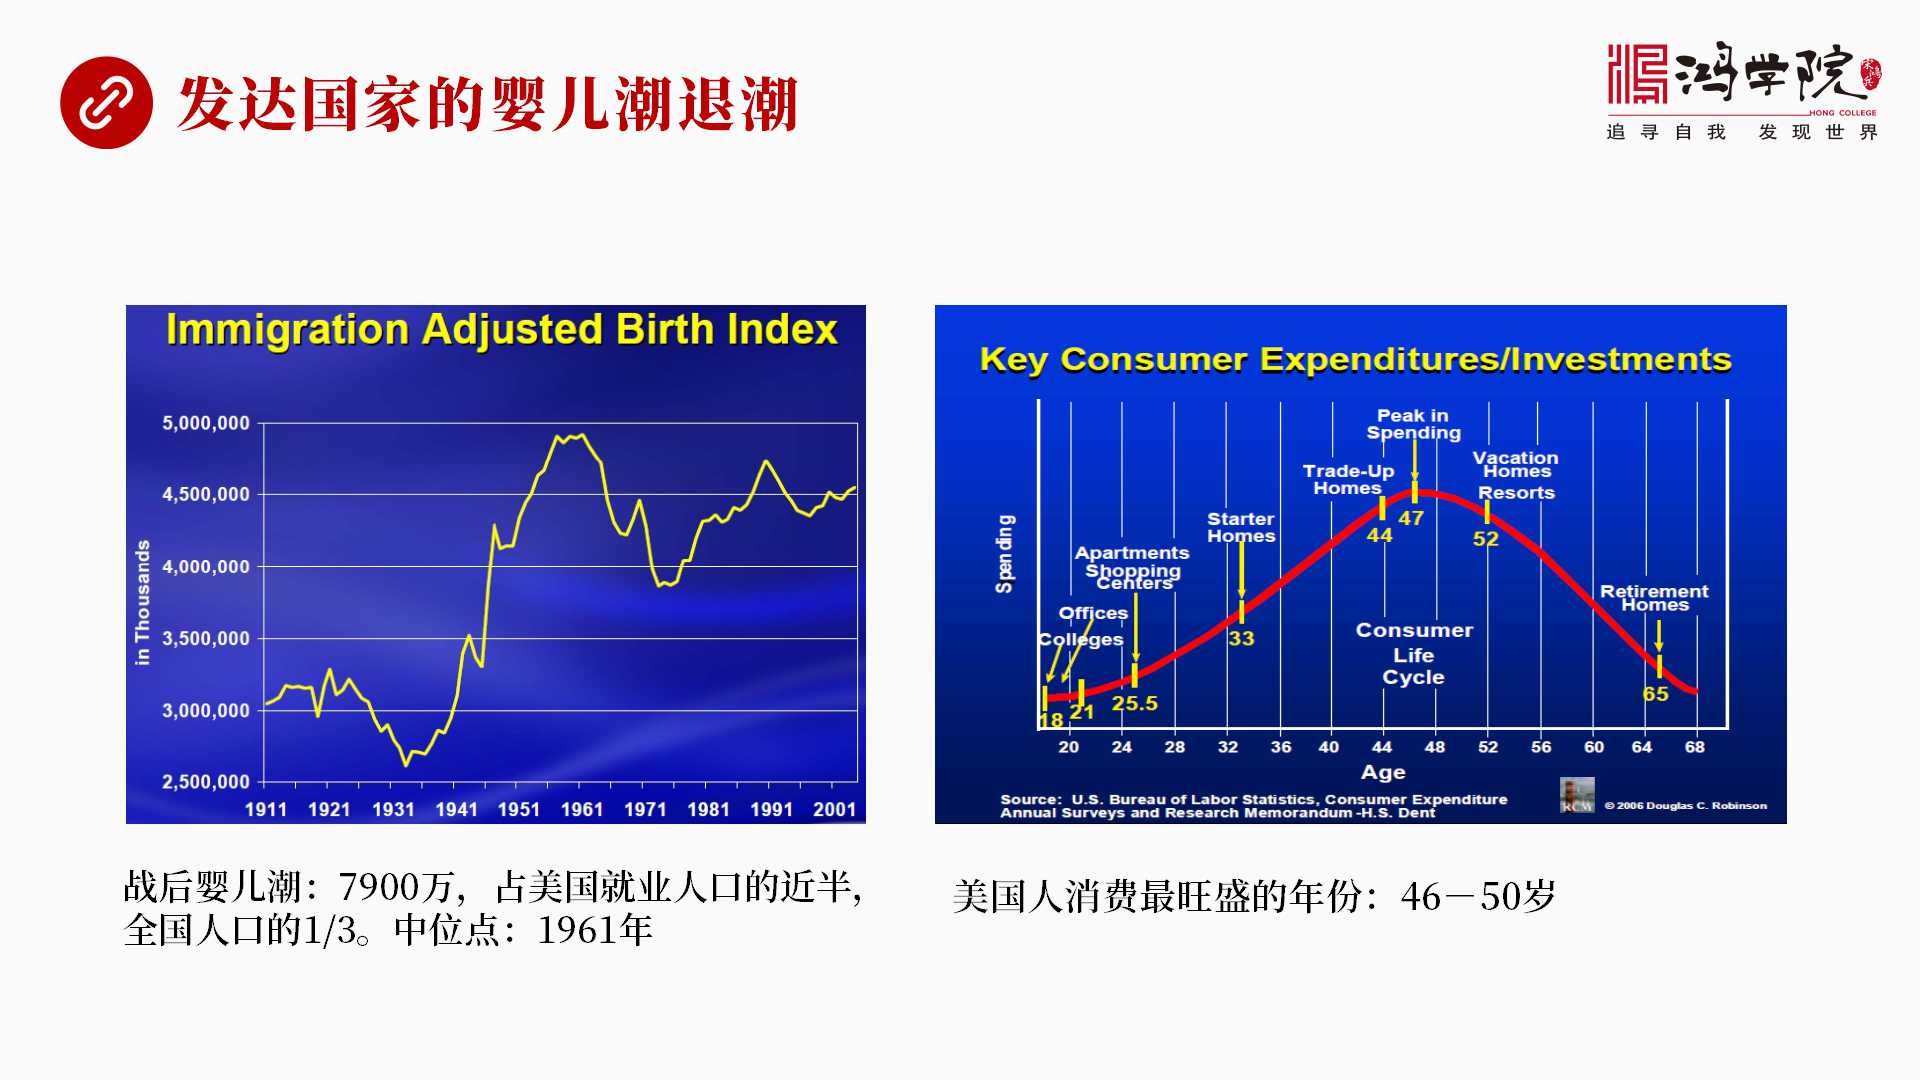 发达国家的婴儿潮退潮
鸿学院
宋鸿兵
HONG COLLEGE
追寻自我 发现世界
Immigration Adjusted Birth Index
in Thousands
5,000,000
4,500,000
4,000,000
3,500,000
3,000,000
2,500,000
1911 1921 1931 1941 1951 1961 1971 1981 1991 2001
Key Consumer Expenditures/Investments
Spending
Peak in
Spending
Trade-Up
Homes
Vacation
Homes
Resorts
Starter
Homes
Apartments
Shopping
Centers
Offices
Colleges
Retirement
Homes
Consumer
Life
Cycle
18 21 25.5 33 44 47 52 65
20 24 28 32 36 40 44 48 52 56 60 64 68
Age
Source: U.S. Bureau of Labor Statistics, Consumer Expenditure
Annual Surveys and Research Memorandum -H.S. Dent
RCW
© 2006 Douglas C. Robinson
战后婴儿潮：7900万，占美国就业人口的近半，
全国人口的1/3。中位点：1961年
美国人消费最旺盛的年份：46－50岁